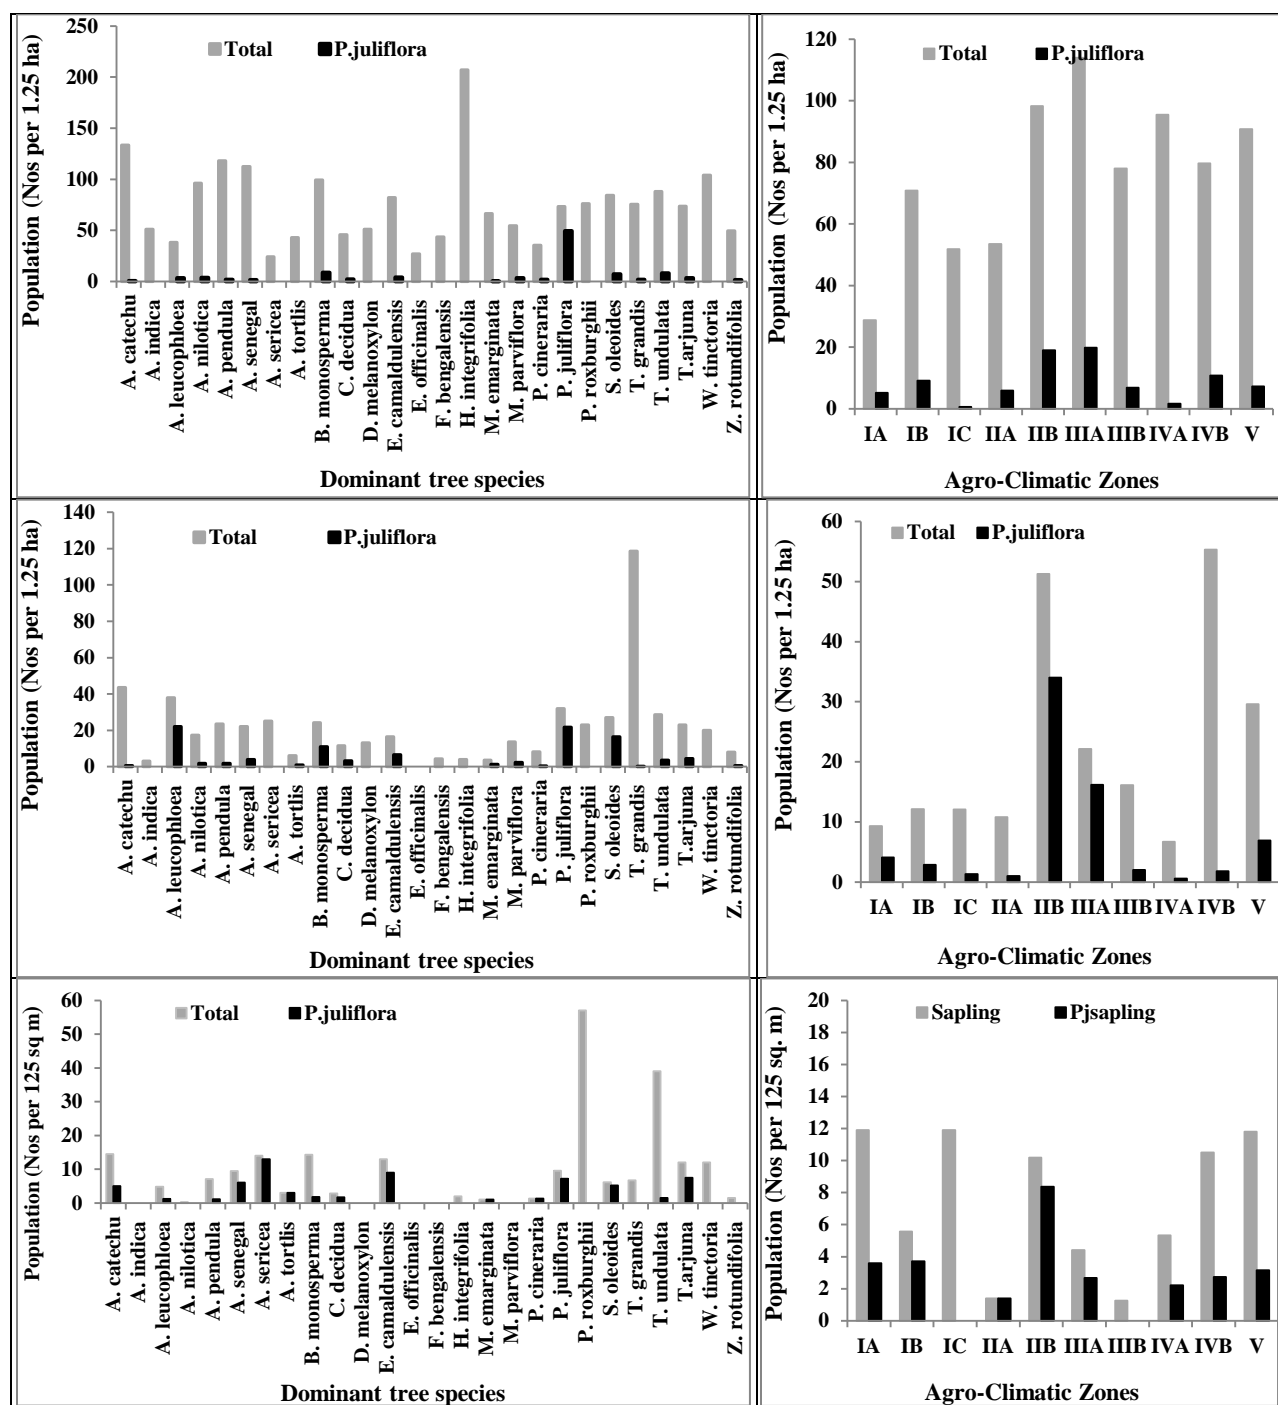 Population (Nos per 1.25 ha)
250
200
150
100
50
0
Total P.juliflora
A. catechu
A. indica
A. leucophloea
A. nilotica
A. pendula
A. senegal
A. sericea
A. tortlis
B. monosperma
C. decidua
D. melanoxylon
E. camaldulensis
E. officinalis
F. bengalensis
H. integrifolia
M. emarginata
M. parviflora
P. cineraria
P. juliflora
P. roxburghii
S. oleoides
T. grandis
T. undulata
T.arjuna
W. tinctoria
Z. rotundifolia
Dominant tree species
Population (Nos per 1.25 ha)
120
100
80
60
40
20
0
Total P.juliflora
IA IB IC IIA IIB IIIA IIIB IVA IVB V
Agro-Climatic Zones
Population (Nos per 1.25 ha)
140
120
100
80
60
40
20
0
Total P.juliflora
A. catechu
A. indica
A. leucophloea
A. nilotica
A. pendula
A. senegal
A. sericea
A. tortlis
B. monosperma
C. decidua
D. melanoxylon
E. camaldulensis
E. officinalis
F. bengalensis
H. integrifolia
M. emarginata
M. parviflora
P. cineraria
P. juliflora
P. roxburghii
S. oleoides
T. grandis
T. undulata
T.arjuna
W. tinctoria
Z. rotundifolia
Dominant tree species
Population (Nos per 1.25 ha)
60
50
40
30
20
10
0
Total P.juliflora
IA IB IC IIA IIB IIIA IIIB IVA IVB V
Agro-Climatic Zones
Population (Nos per 125 sq m)
60
50
40
30
20
10
0
Total P.juliflora
A. catechu
A. indica
A. leucophloea
A. nilotica
A. pendula
A. senegal
A. sericea
A. tortlis
B. monosperma
C. decidua
D. melanoxylon
E. camaldulensis
E. officinalis
F. bengalensis
H. integrifolia
M. emarginata
M. parviflora
P. cineraria
P. juliflora
P. roxburghii
S. oleoides
T. grandis
T. undulata
T.arjuna
W. tinctoria
Z. rotundifolia
Dominant tree species
Population (Nos per 125 sq. m)
20
18
16
14
12
10
8
6
4
2
0
Sapling Pjsapling
IA IB IC IIA IIB IIIA IIIB IVA IVB V
Agro-Climatic Zones